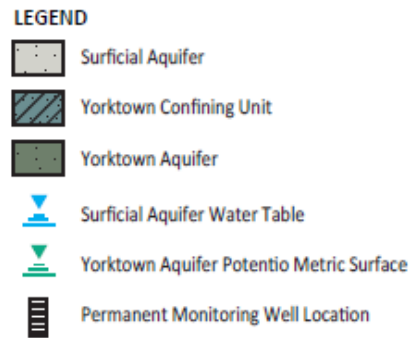 LEGEND
Surficial Aquifer
Yorktown Confining Unit
Yorktown Aquifer
Surficial Aquifer Water Table
Yorktown Aquifer Potentio Metric Surface
Permanent Monitoring Well Location